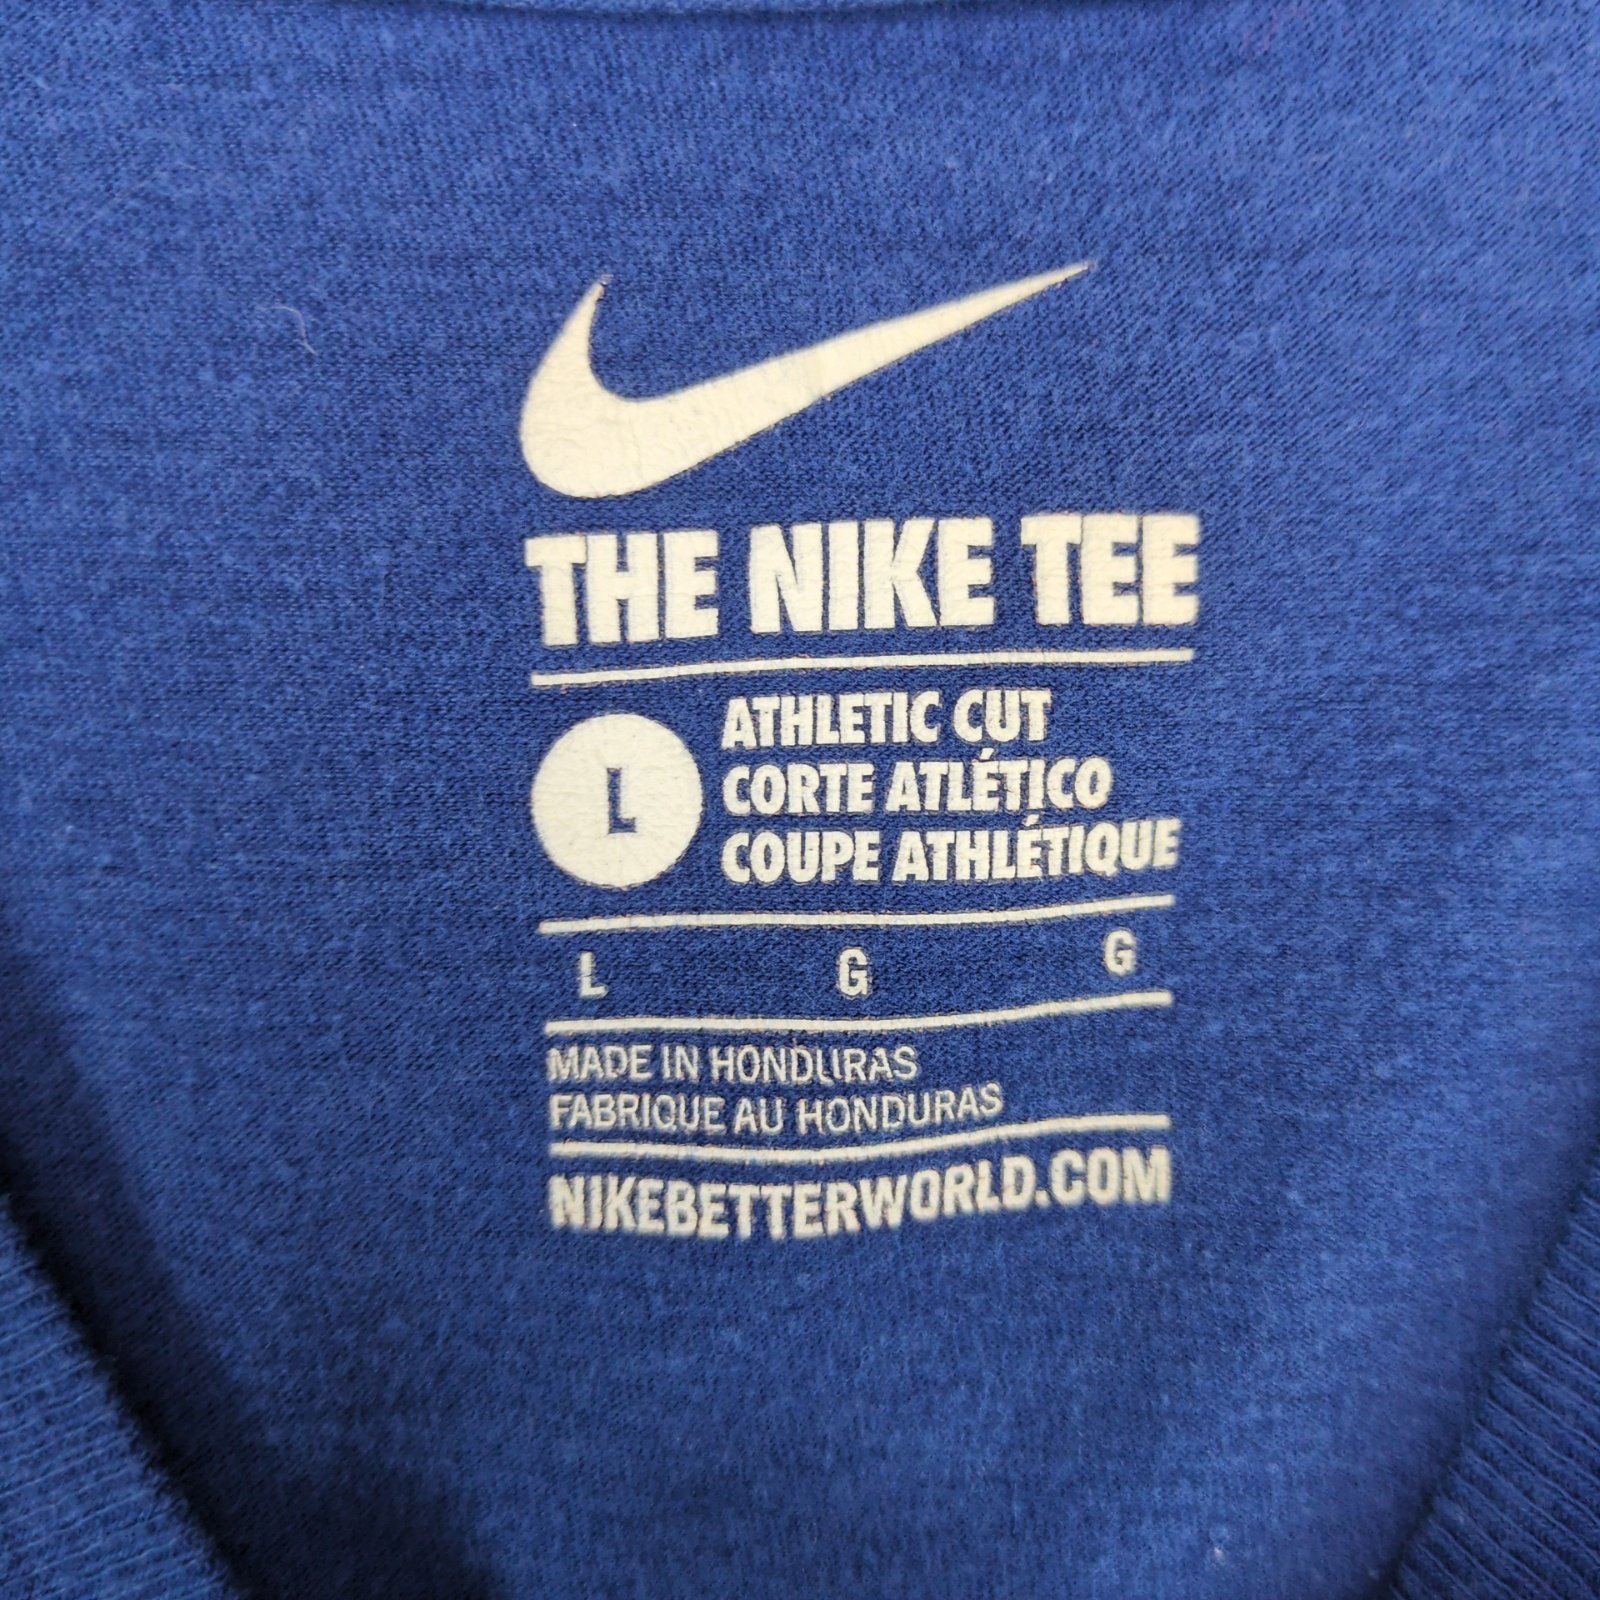 THE NIKE TEE
L
ATHLETIC CUT
CORTE ATLÉTICO
COUPE ATHLÉTIQUE
L G G
MADE IN HONDURAS
FABRIQUE AU HONDURAS
NIKEBETTERWORLD.COM